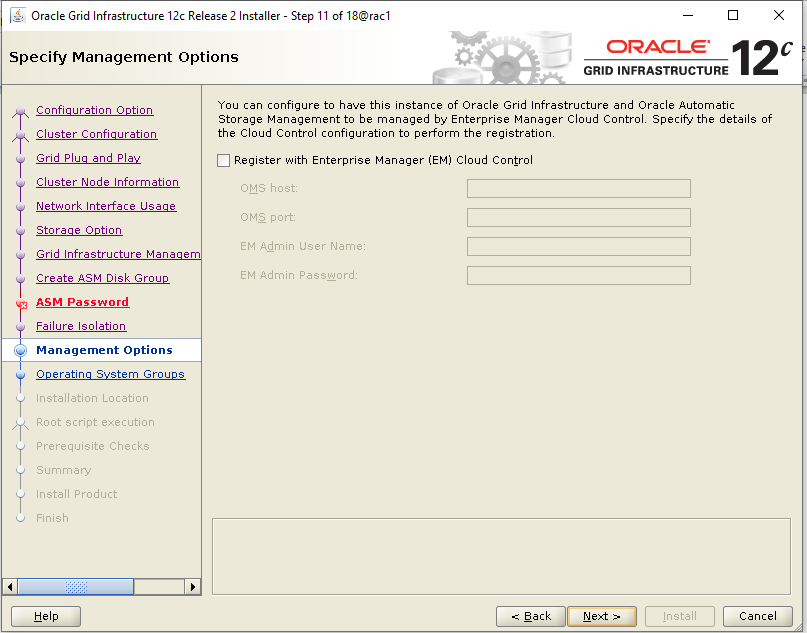 Oracle Grid Infrastructure 12c Release 2 Installer - Step 11 of 18@rac1
Specify Management Options
ORACLE
GRID INFRASTRUCTURE
12c
Configuration Option
Cluster Configuration
Grid Plug and Play
Cluster Node Information
Network Interface Usage
Storage Option
Grid Infrastructure Managem
Create ASM Disk Group
ASM Password
Failure Isolation
Management Options
Operating System Groups
Installation Location
Root script execution
Prerequisite Checks
Summary
Install Product
Finish
You can configure to have this instance of Oracle Grid Infrastructure and Oracle Automatic
Storage Management to be managed by Enterprise Manager Cloud Control. Specify the details of
the Cloud Control configuration to perform the registration.
Register with Enterprise Manager (EM) Cloud Control
OMS host:
OMS port:
EM Admin User Name:
EM Admin Password:
Help
< Back
Next >
Install
Cancel